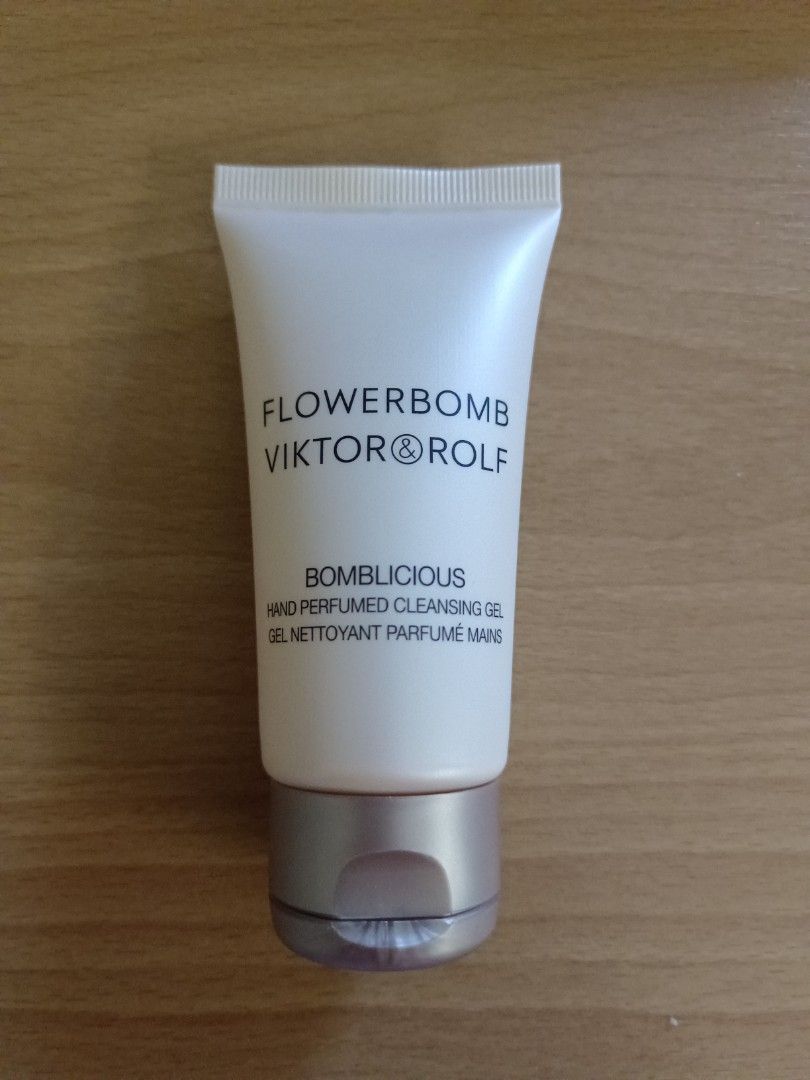 FLOWERBOMB
VIKTOR&ROLF
BOMBLICIOUS
HAND PERFUMED CLEANSING GEL
GEL NETTOYANT PARFUMÉ MAINS